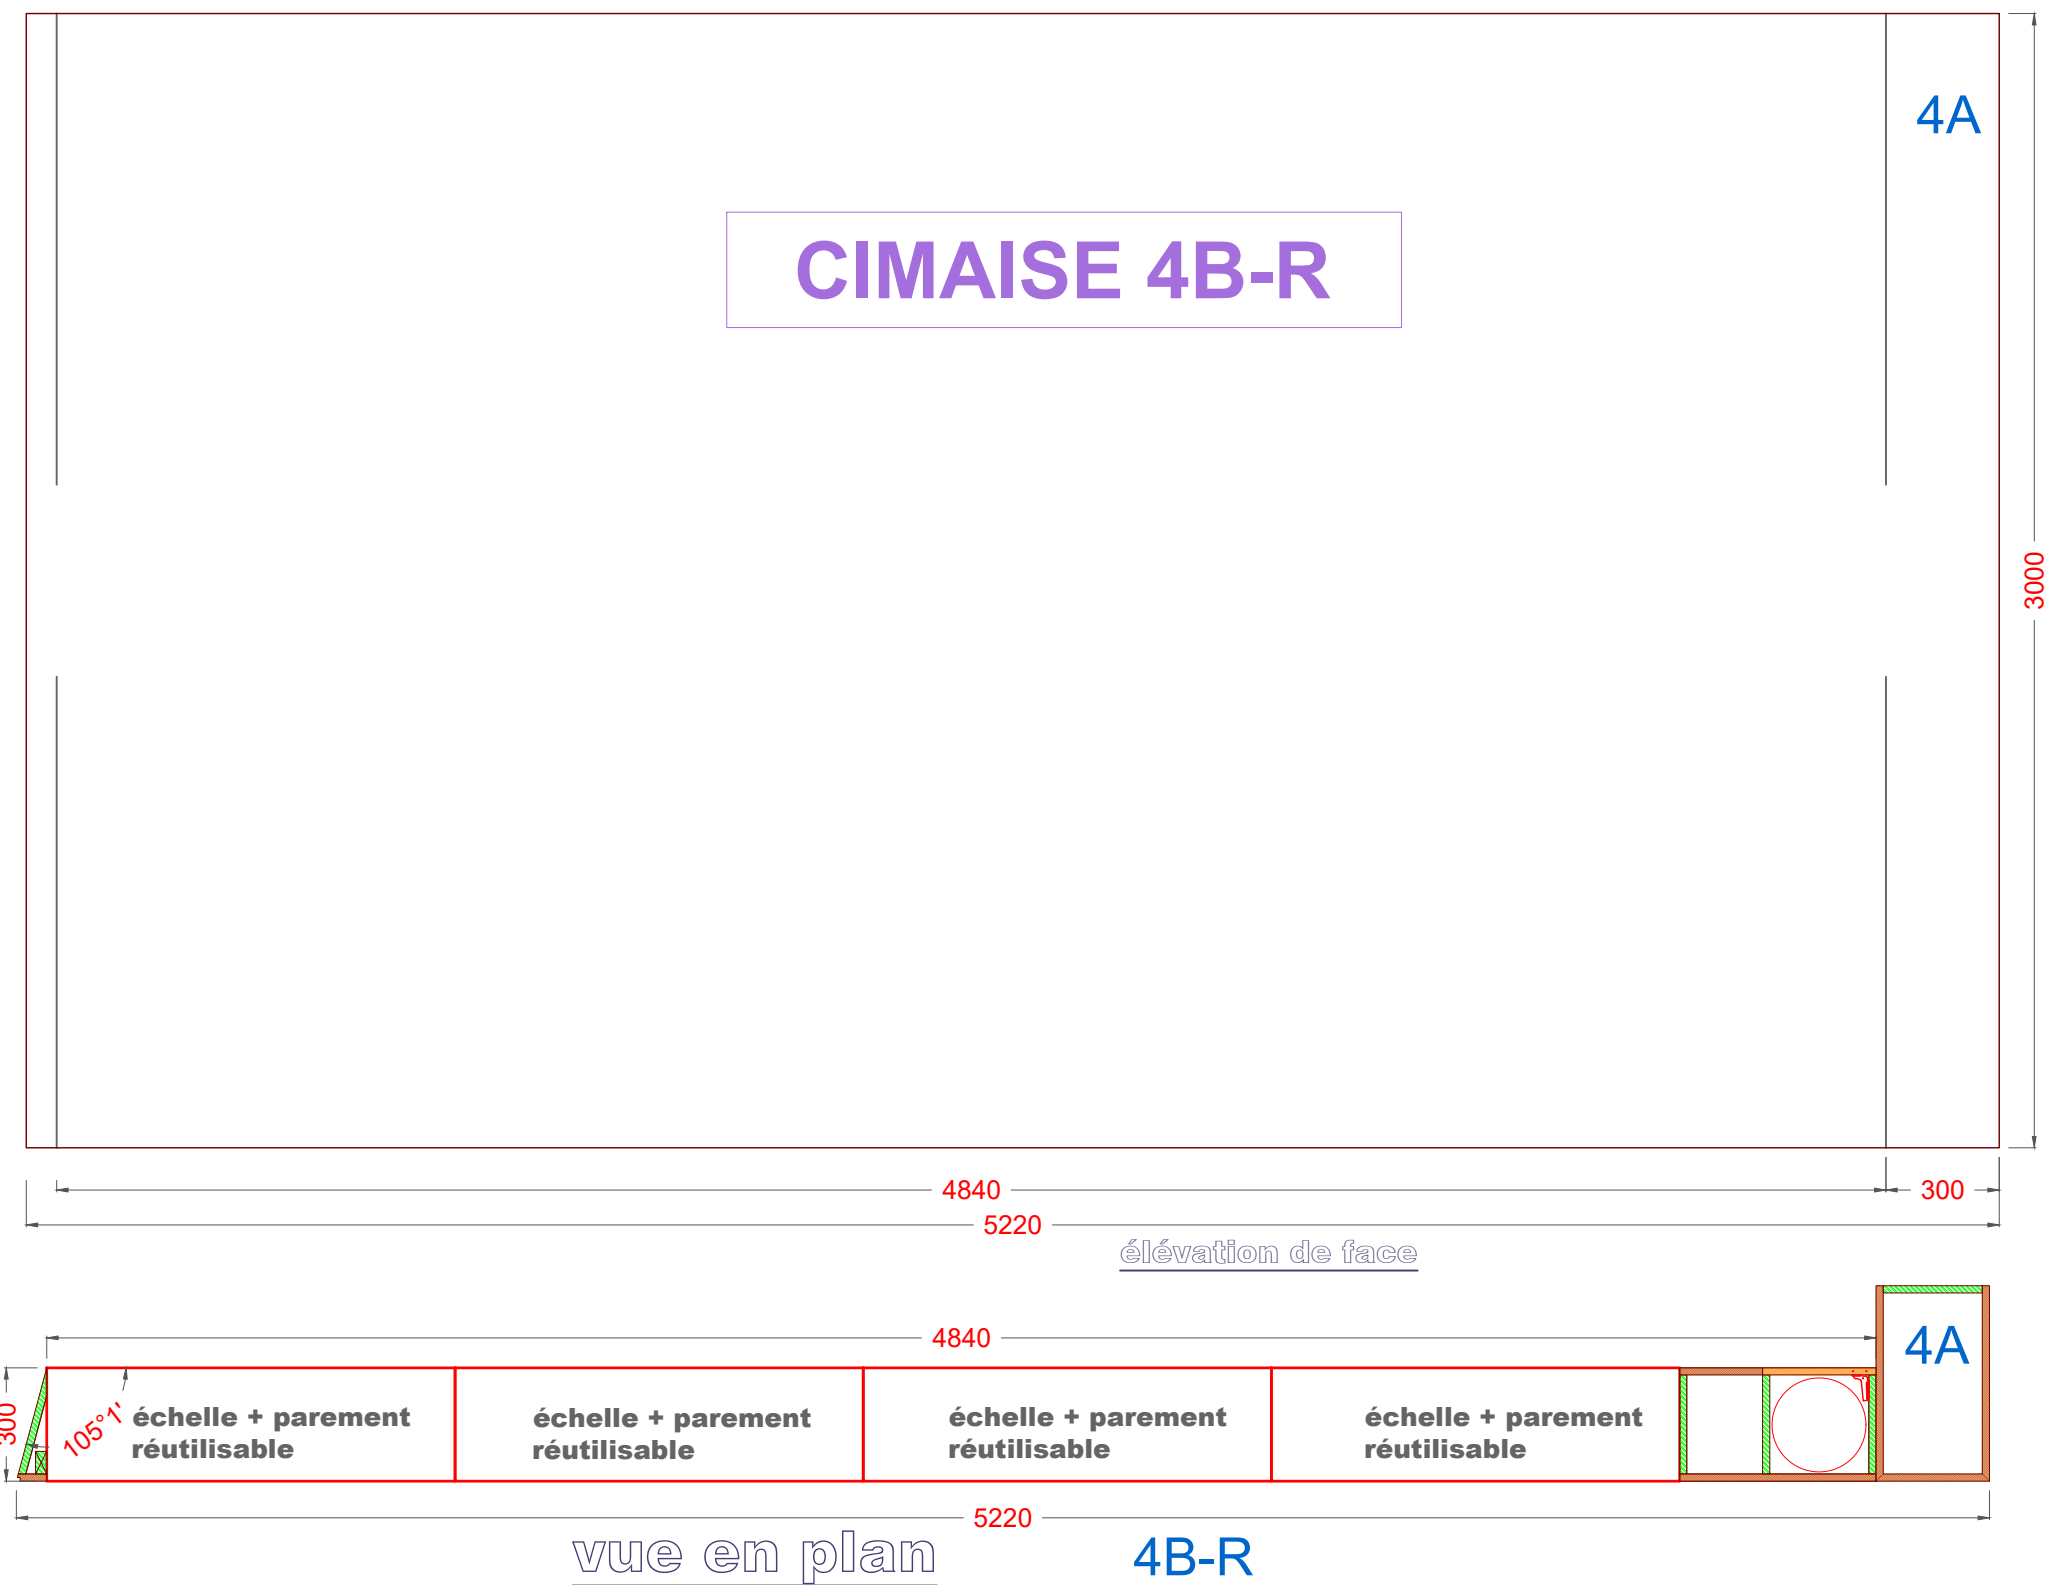 4A
CIMAISE 4B-R
3000
4840
300
5220
élévation de face
4840
4A
300
105°1'
échelle + parement
réutilisable
échelle + parement
réutilisable
échelle + parement
réutilisable
échelle + parement
réutilisable
5220
vue en plan
4B-R